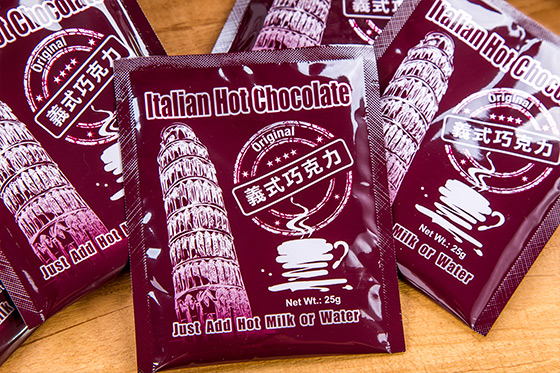 Italian Hot Chocolate
Original
義式巧克力
Net Wt.: 25g
Just Add Hot Milk or Water
Hot Chocolate
Original
義式巧克力
Just Add Hot
Italian Hot Chocolate
Original
義式巧克力
Net Wt.: 25g
Milk or Water